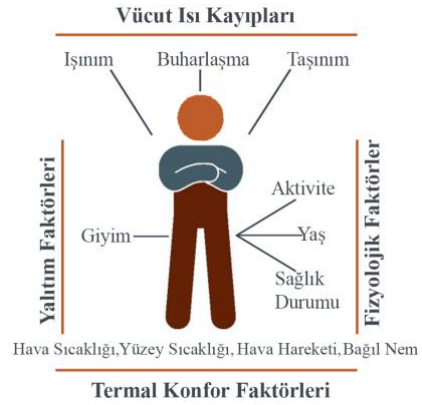 Vücut Isı Kayıpları
Işınım Buharlaşma Taşınım
Yalıtım Faktörleri
Giyim
Aktivite
Yaş
Sağlık
Durumu
Fizyolojik Faktörler
Hava Sıcaklığı,Yüzey Sıcaklığı, Hava Hareketi,Bağıl Nem
Termal Konfor Faktörleri